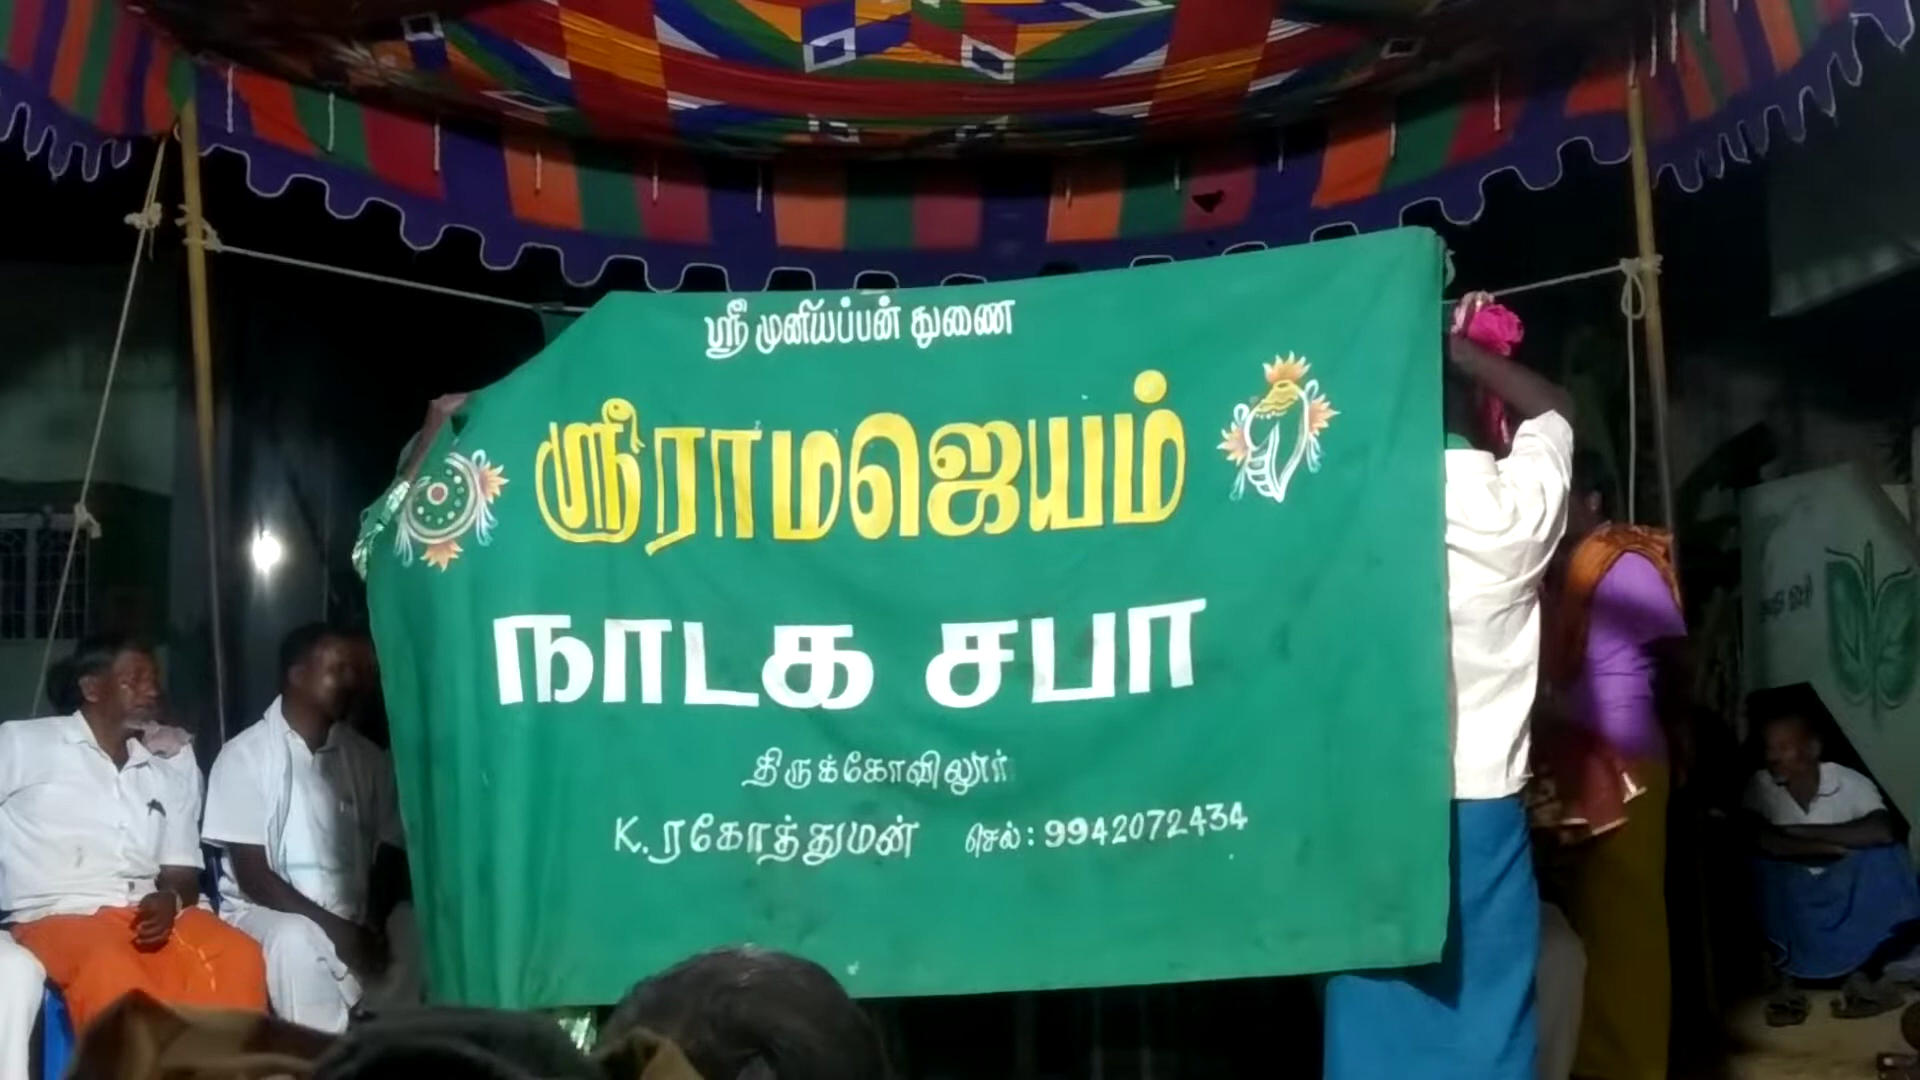 ஸ்ரீ முனியப்பன் துணை
ஸ்ரீராமஜெயம்
நாடக சபா
திருக்கோவிலூர்
K. ரகோத்துமன் செல் : 9942072434